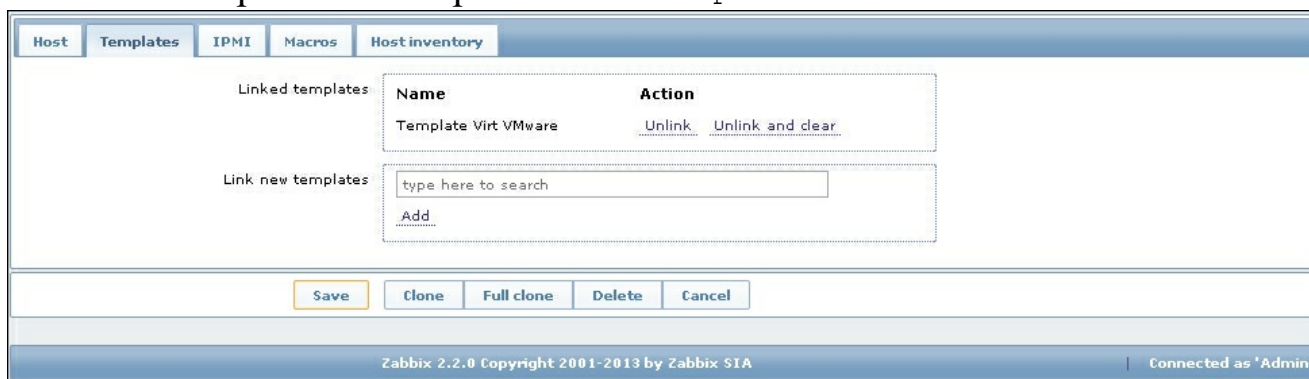 Host Templates IPMI Macros Host inventory
Linked templates Name Action
Template Virt VMware Unlink Unlink and clear
Link new templates type here to search
Add
Save Clone Full clone Delete Cancel
Zabbix 2.2.0 Copyright 2001-2013 by Zabbix SIA | Connected as 'Admin